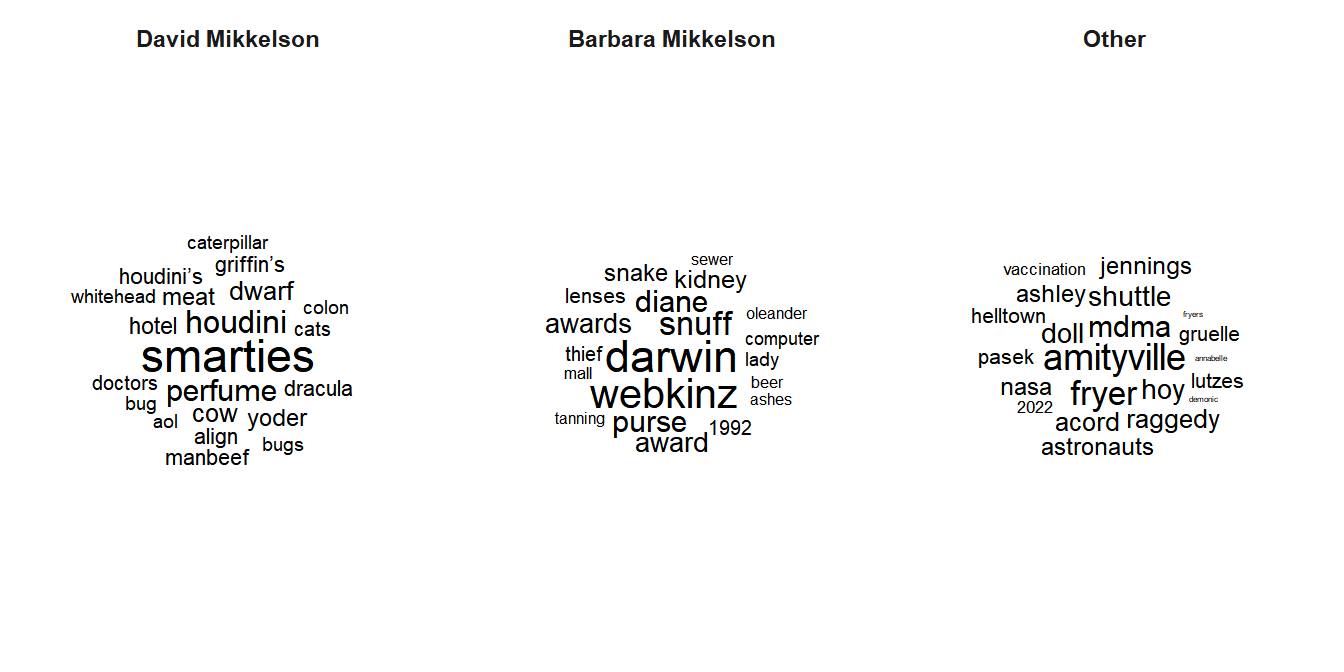 David Mikkelson
caterpillar
griffin’s
houdini’s
dwarf
whitehead meat
colon
hotel houdini cats
smarties
doctors perfume dracula
bug
aol cow yoder
align bugs
manbeef
Barbara Mikkelson
sewer
snake kidney
lenses diane
oleander
awards snuff
computer
thief darwin lady
mall
webkinz beer
ashes
tanning purse 1992
award
Other
vaccination jennings
ashley shuttle
helltown fryers
doll mdma gruelle
pasek amityville annabelle
nasa fryer hoy lutzes
demonic
2022
acord raggedy
astronauts